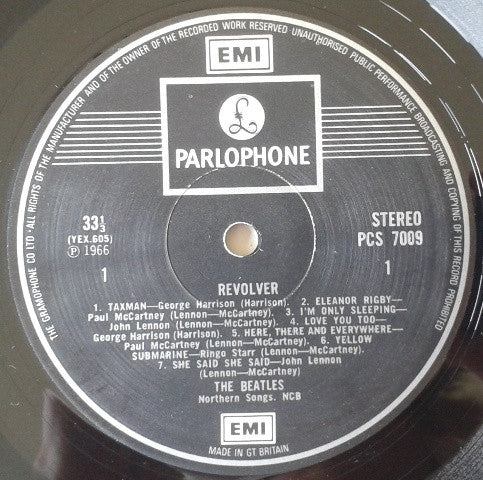 THE GRAMOPHONE CO LTD · ALL RIGHTS OF THE MANUFACTURER AND OF THE OWNER OF THE RECORDED WORK RESERVED · UNAUTHORISED PUBLIC PERFORMANCE BROADCASTING AND COPYING OF THIS RECORD PROHIBITED
EMI
£
PARLOPHONE
33⅓
(YEX.605)
Ⓟ 1966
1
STEREO
PCS 7009
1
REVOLVER
1. TAXMAN—George Harrison (Harrison). 2. ELEANOR RIGBY—
Paul McCartney (Lennon-McCartney). 3. I'M ONLY SLEEPING—
John Lennon (Lennon-McCartney). 4. LOVE YOU TOO—
George Harrison (Harrison). 5. HERE, THERE AND EVERYWHERE—
Paul McCartney (Lennon-McCartney). 6. YELLOW
SUBMARINE—Ringo Starr (Lennon-McCartney).
7. SHE SAID SHE SAID—John Lennon
(Lennon-McCartney)
THE BEATLES
Northern Songs. NCB
EMI
MADE IN GT BRITAIN